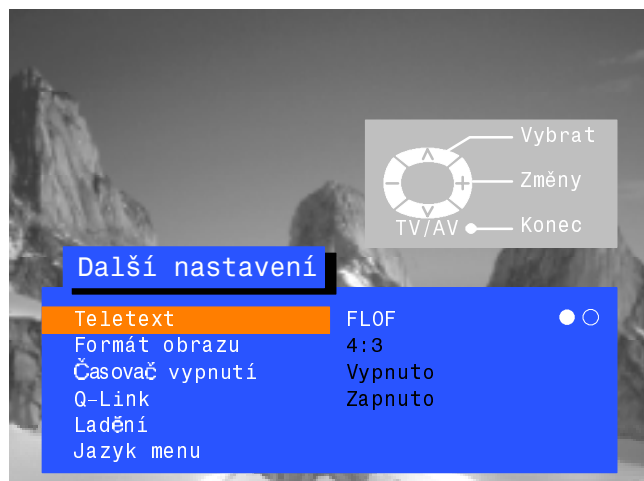 Vybrat
Změny
TV/AV Konec
Další nastavení
Teletext FLOF
Formát obrazu 4:3
Časovač vypnutí Vypnuto
Q-Link Zapnuto
Ladění
Jazyk menu